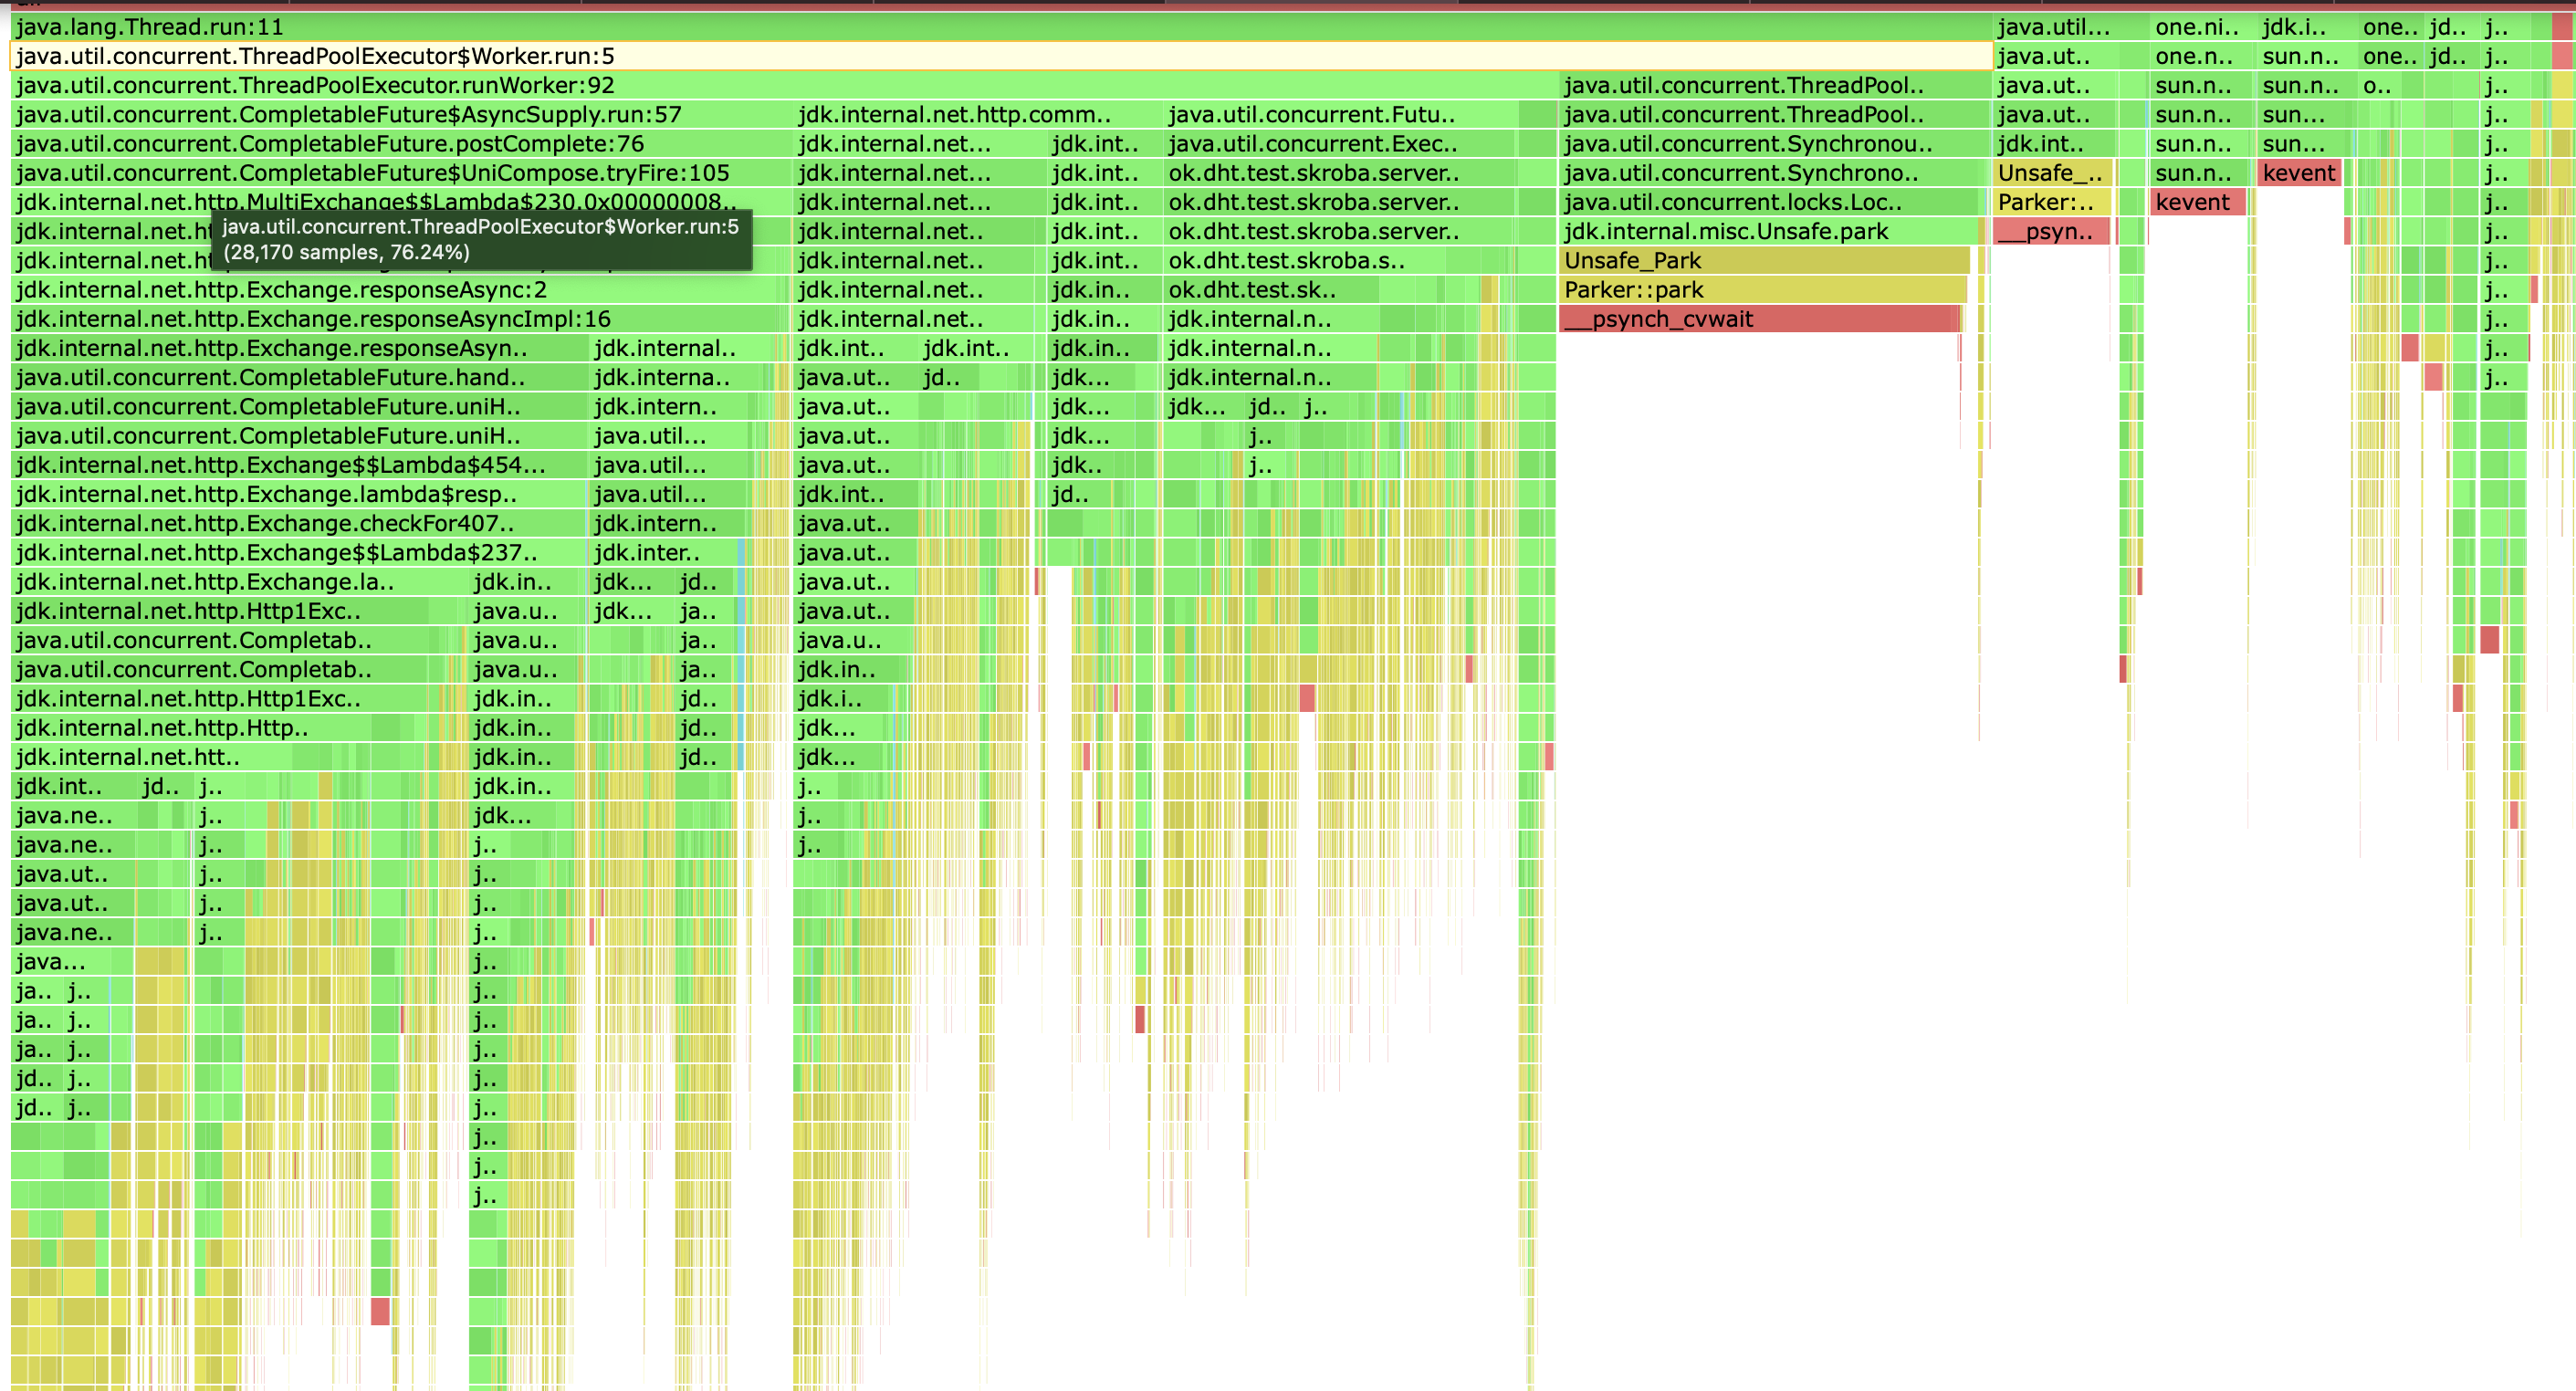 java.lang.Thread.run:11 java.util... one.ni.. jdk.i.. one.. jd.. j..
java.util.concurrent.ThreadPoolExecutor$Worker.run:5 java.ut.. one.n.. sun.n.. one.. jd.. j..
java.util.concurrent.ThreadPoolExecutor.runWorker:92 java.util.concurrent.ThreadPool.. java.ut.. sun.n.. sun.n.. o.. j..
java.util.concurrent.CompletableFuture$AsyncSupply.run:57 jdk.internal.net.http.comm.. java.util.concurrent.Futu.. java.util.concurrent.ThreadPool.. java.ut.. sun.n.. sun... j..
java.util.concurrent.CompletableFuture.postComplete:76 jdk.internal.net... jdk.int.. java.util.concurrent.Exec.. java.util.concurrent.Synchronou.. jdk.int.. sun.n.. sun... j..
java.util.concurrent.CompletableFuture$UniCompose.tryFire:105 jdk.internal.net... jdk.int.. ok.dht.test.skroba.server.. java.util.concurrent.Synchrono.. Unsafe_.. sun.n.. kevent j..
jdk.internal.net.http.MultiExchange$$Lambda$230.0x00000008.. jdk.internal.net... jdk.int.. ok.dht.test.skroba.server.. java.util.concurrent.locks.Loc.. Parker:.. kevent j..
java.util.concurrent.ThreadPoolExecutor$Worker.run:5
(28,170 samples, 76.24%)
jdk.internal.net.. jdk.int.. ok.dht.test.skroba.server.. jdk.internal.misc.Unsafe.park __psyn.. j..
jdk.internal.net.. jdk.int.. ok.dht.test.skroba.s.. Unsafe_Park j..
jdk.internal.net.http.Exchange.responseAsync:2 jdk.internal.net.. jdk.in.. ok.dht.test.sk.. Parker::park j..
jdk.internal.net.http.Exchange.responseAsyncImpl:16 jdk.internal.net.. jdk.in.. jdk.internal.n.. __psynch_cvwait j..
jdk.internal.net.http.Exchange.responseAsyn.. jdk.internal.. jdk.int.. jdk.int.. jdk.in.. jdk.internal.n.. j..
java.util.concurrent.CompletableFuture.hand.. jdk.interna.. java.ut.. jd.. jdk... jdk.internal.n.. j..
java.util.concurrent.CompletableFuture.uniH.. jdk.intern.. java.ut.. jdk... jdk... jd.. j..
java.util.concurrent.CompletableFuture.uniH.. java.util... java.ut.. jdk... j..
jdk.internal.net.http.Exchange$$Lambda$454... java.util... java.ut.. jdk.. j..
jdk.internal.net.http.Exchange.lambda$resp.. java.util... jdk.int.. jd..
jdk.internal.net.http.Exchange.checkFor407.. jdk.intern.. java.ut..
jdk.internal.net.http.Exchange$$Lambda$237.. jdk.inter.. java.ut..
jdk.internal.net.http.Exchange.la.. jdk.in.. jdk... jd.. java.ut..
jdk.internal.net.http.Http1Exc.. java.u.. jdk... ja.. java.ut..
java.util.concurrent.Completab.. java.u.. ja.. java.u..
java.util.concurrent.Completab.. java.u.. ja.. jdk.in..
jdk.internal.net.http.Http1Exc.. jdk.in.. jd.. jdk.i..
jdk.internal.net.http.Http.. jdk.in.. jd.. jdk...
jdk.internal.net.htt.. jdk.in.. jd.. jdk...
jdk.int.. jd.. j.. jdk.in.. j..
java.ne.. j.. jdk... j..
java.ne.. j.. j.. j..
java.ut.. j.. j..
java.ut.. j.. j..
java.ne.. j.. j..
java... j..
ja.. j.. j..
ja.. j.. j..
ja.. j.. j..
jd.. j.. j..
jd.. j.. j..
j..
j..
j..